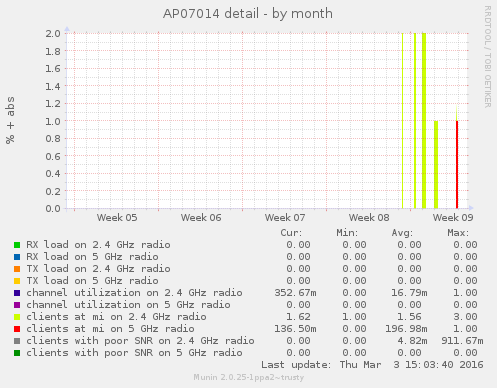 AP07014 detail - by month
RRDTOOL / TOBI OETIKER
% + abs
2.0
1.8
1.6
1.4
1.2
1.0
0.8
0.6
0.4
0.2
0.0
Week 05 Week 06 Week 07 Week 08 Week 09
Cur: Min: Avg: Max:
RX load on 2.4 GHz radio 0.00 0.00 0.00 0.00
RX load on 5 GHz radio 0.00 0.00 0.00 0.00
TX load on 2.4 GHz radio 0.00 0.00 0.00 0.00
TX load on 5 GHz radio 0.00 0.00 0.00 0.00
channel utilization on 2.4 GHz radio 352.67m 0.00 16.79m 1.00
channel utilization on 5 GHz radio 0.00 0.00 0.00 0.00
clients at mi on 2.4 GHz radio 1.62 1.00 1.56 3.00
clients at mi on 5 GHz radio 136.50m 0.00 196.98m 1.00
clients with poor SNR on 2.4 GHz radio 0.00 0.00 4.82m 911.67m
clients with poor SNR on 5 GHz radio 0.00 0.00 0.00 0.00
Last update: Thu Mar 3 15:03:40 2016
Munin 2.0.25-1ppa2~trusty